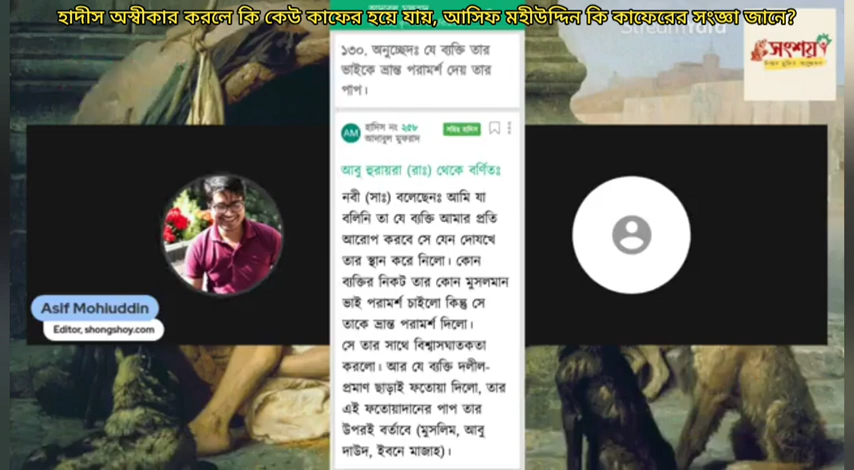 হাদীস অস্বীকার করলে কি কেউ কাফের হয়ে যায়, আসিফ মহীউদ্দিন কি কাফেরের সংজ্ঞা জানে?
StreamYard
সংশয়
১৩০. অনুচ্ছেদঃ যে ব্যক্তি তার
ভাইকে ভ্রান্ত পরামর্শ দেয় তার
পাপ।
AM
হাদিস নং ২৫৮
আদাবুল মুফরাদ
সহিহ হাদিস
আবু হুরায়রা (রাঃ) থেকে বর্ণিতঃ
নবী (সাঃ) বলেছেনঃ আমি যা
বলিনি তা যে ব্যক্তি আমার প্রতি
আরোপ করবে সে যেন দোযখে
তার স্থান করে নিলো। কোন
ব্যক্তির নিকট তার কোন মুসলমান
ভাই পরামর্শ চাইলো কিন্তু সে
তাকে ভ্রান্ত পরামর্শ দিলো।
সে তার সাথে বিশ্বাসঘাতকতা
করলো। আর যে ব্যক্তি দলীল-
প্রমাণ ছাড়াই ফতোয়া দিলো, তার
এই ফতোয়াদানের পাপ তার
উপরই বর্তাবে (মুসলিম, আবু
দাউদ, ইবনে মাজাহ)।
Asif Mohiuddin
Editor, shongshoy.com